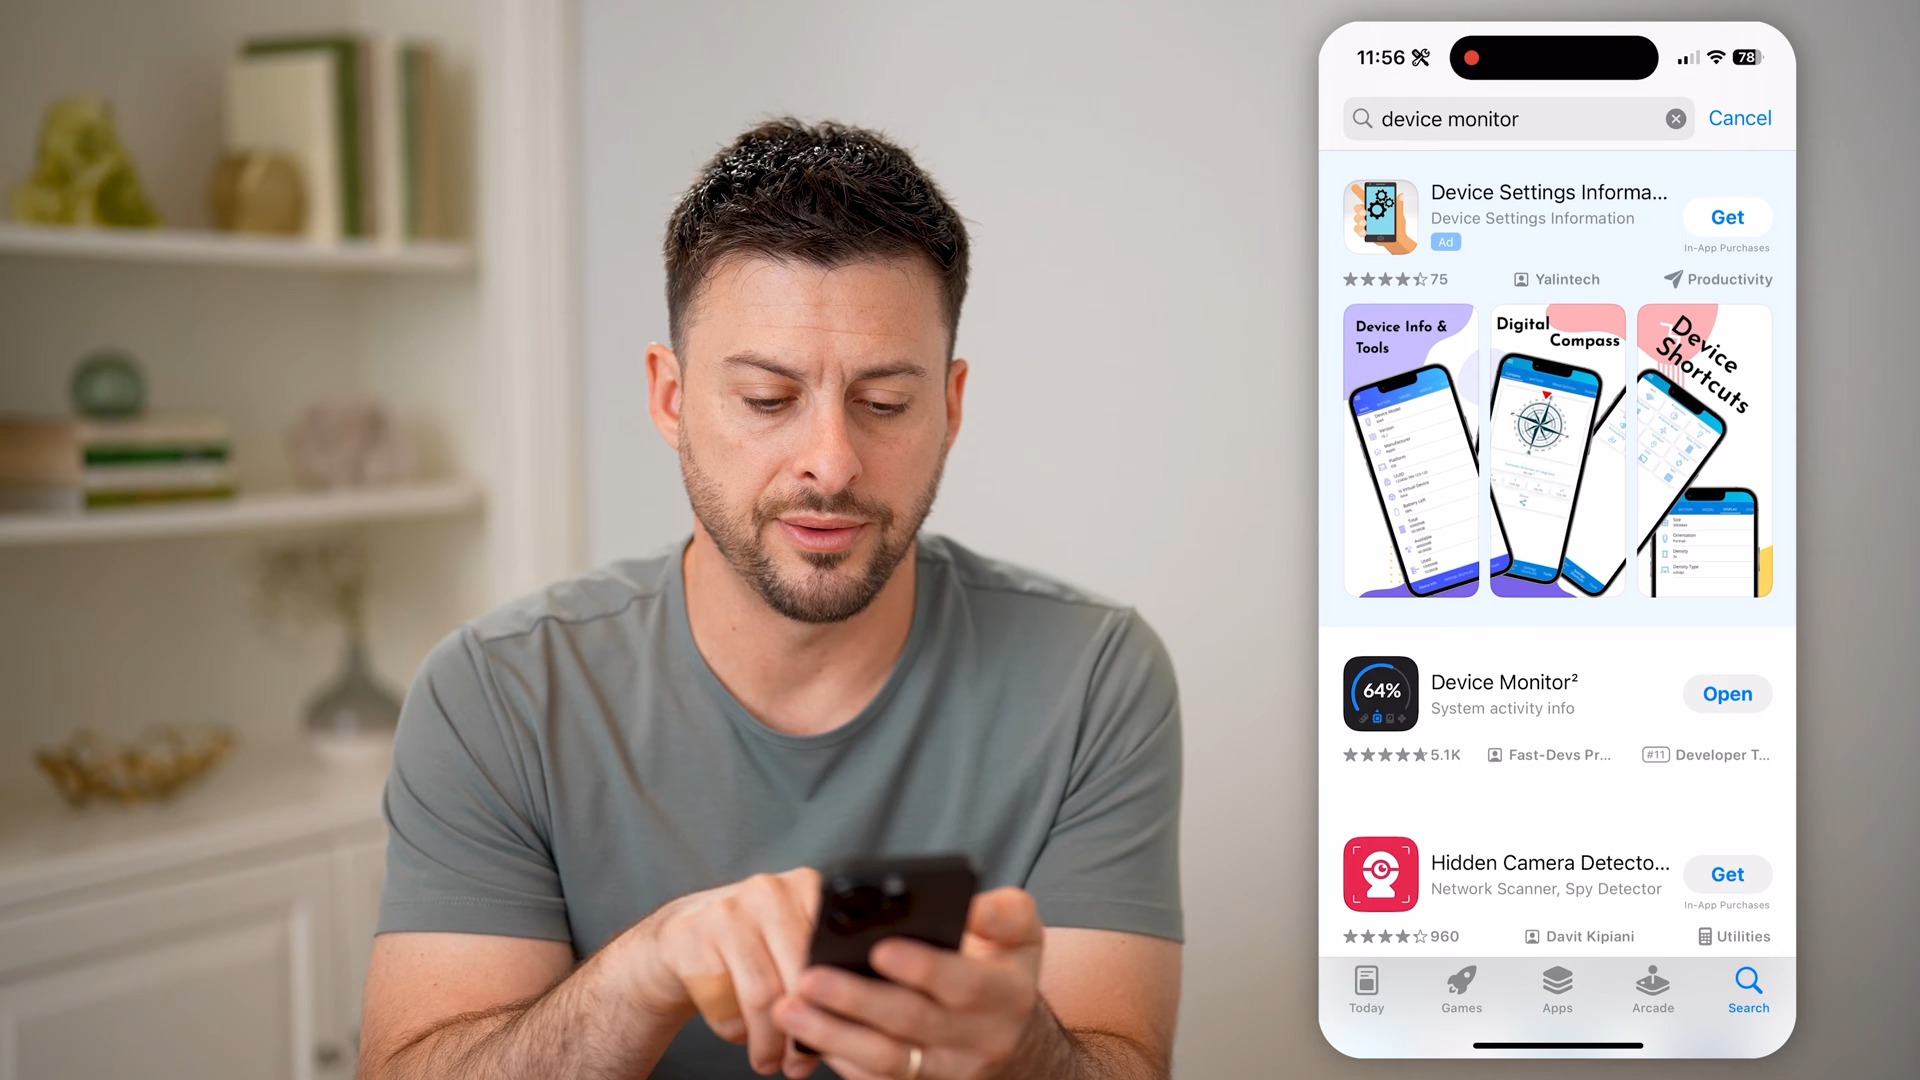 11:56
78
device monitor
Cancel
Device Settings Informa...
Device Settings Information
Ad
Get
In-App Purchases
75
Yalintech
Productivity
Device Info &
Tools
Digital
Compass
Device
Shortcuts
64%
Device Monitor²
System activity info
Open
5.1K
Fast-Devs Pr...
#11
Developer T...
Hidden Camera Detecto...
Network Scanner, Spy Detector
Get
In-App Purchases
960
Davit Kipiani
Utilities
Today
Games
Apps
Arcade
Search